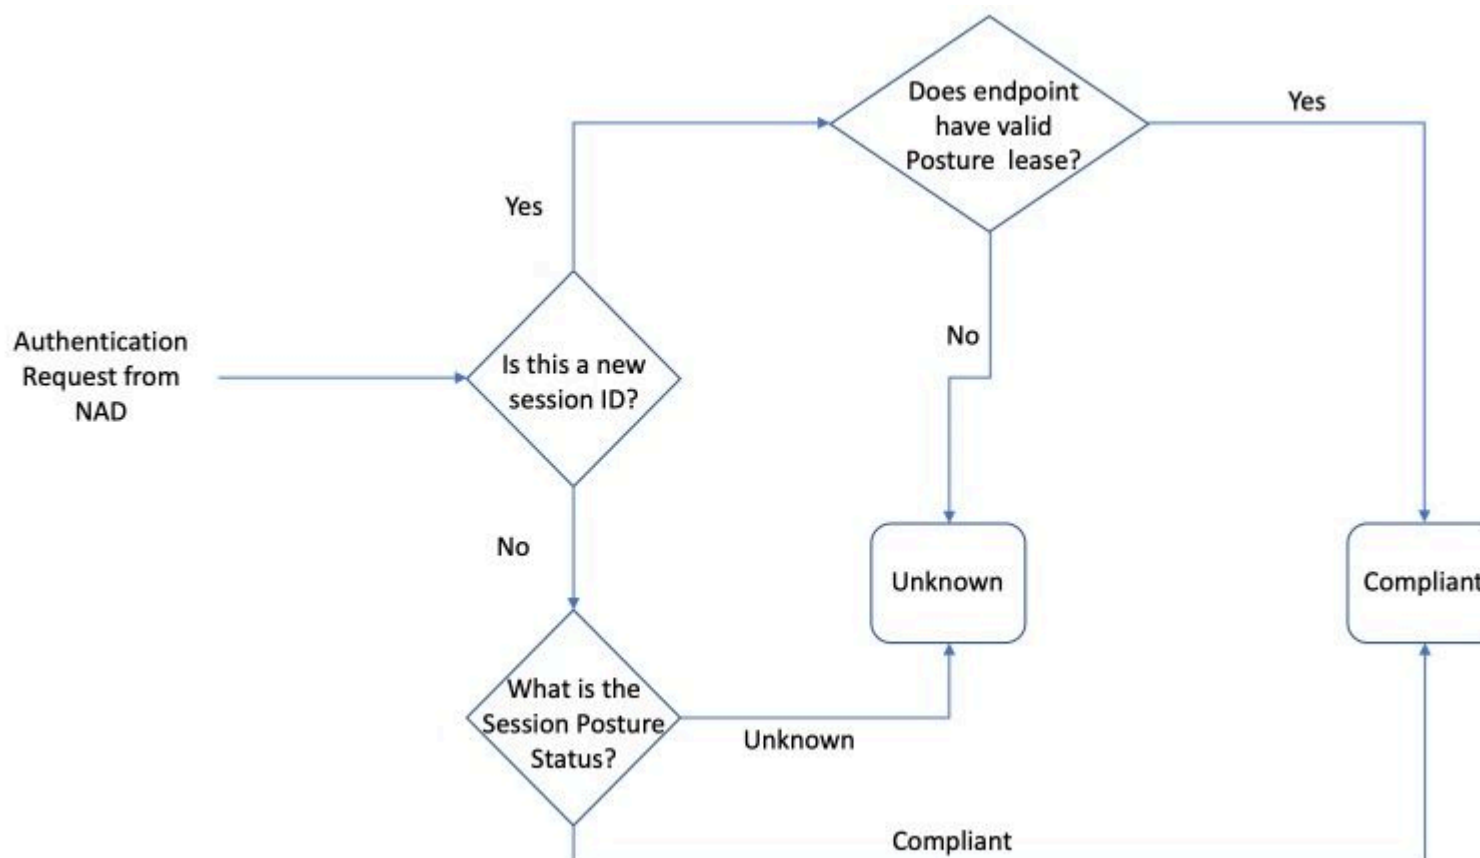 Does endpoint
have valid
Posture lease?
Yes
Yes
No
Authentication
Request from
NAD
Is this a new
session ID?
No
Unknown
Compliant
What is the
Session Posture
Status?
Unknown
Compliant